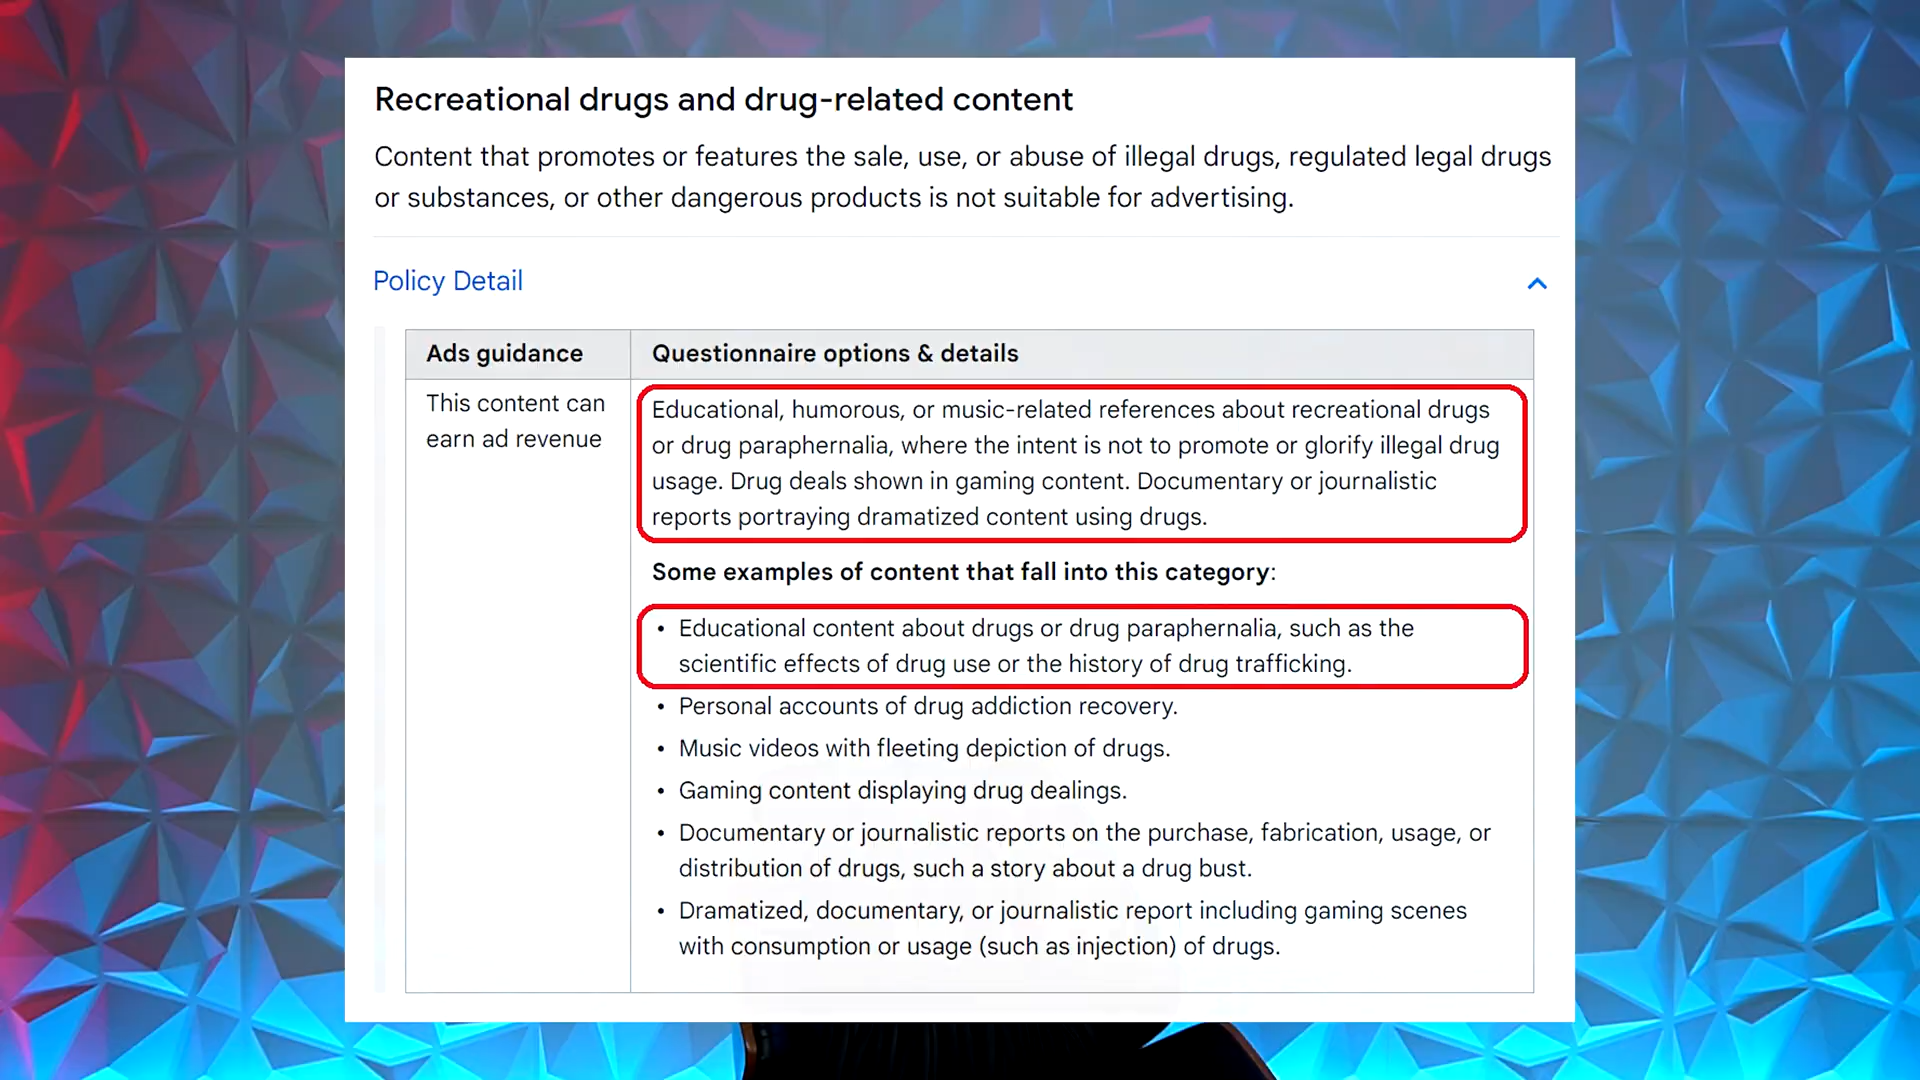 Recreational drugs and drug-related content
Content that promotes or features the sale, use, or abuse of illegal drugs, regulated legal drugs
or substances, or other dangerous products is not suitable for advertising.
Policy Detail
Ads guidance
Questionnaire options & details
This content can
earn ad revenue
Educational, humorous, or music-related references about recreational drugs
or drug paraphernalia, where the intent is not to promote or glorify illegal drug
usage. Drug deals shown in gaming content. Documentary or journalistic
reports portraying dramatized content using drugs.
Some examples of content that fall into this category:
• Educational content about drugs or drug paraphernalia, such as the
scientific effects of drug use or the history of drug trafficking.
• Personal accounts of drug addiction recovery.
• Music videos with fleeting depiction of drugs.
• Gaming content displaying drug dealings.
• Documentary or journalistic reports on the purchase, fabrication, usage, or
distribution of drugs, such a story about a drug bust.
• Dramatized, documentary, or journalistic report including gaming scenes
with consumption or usage (such as injection) of drugs.